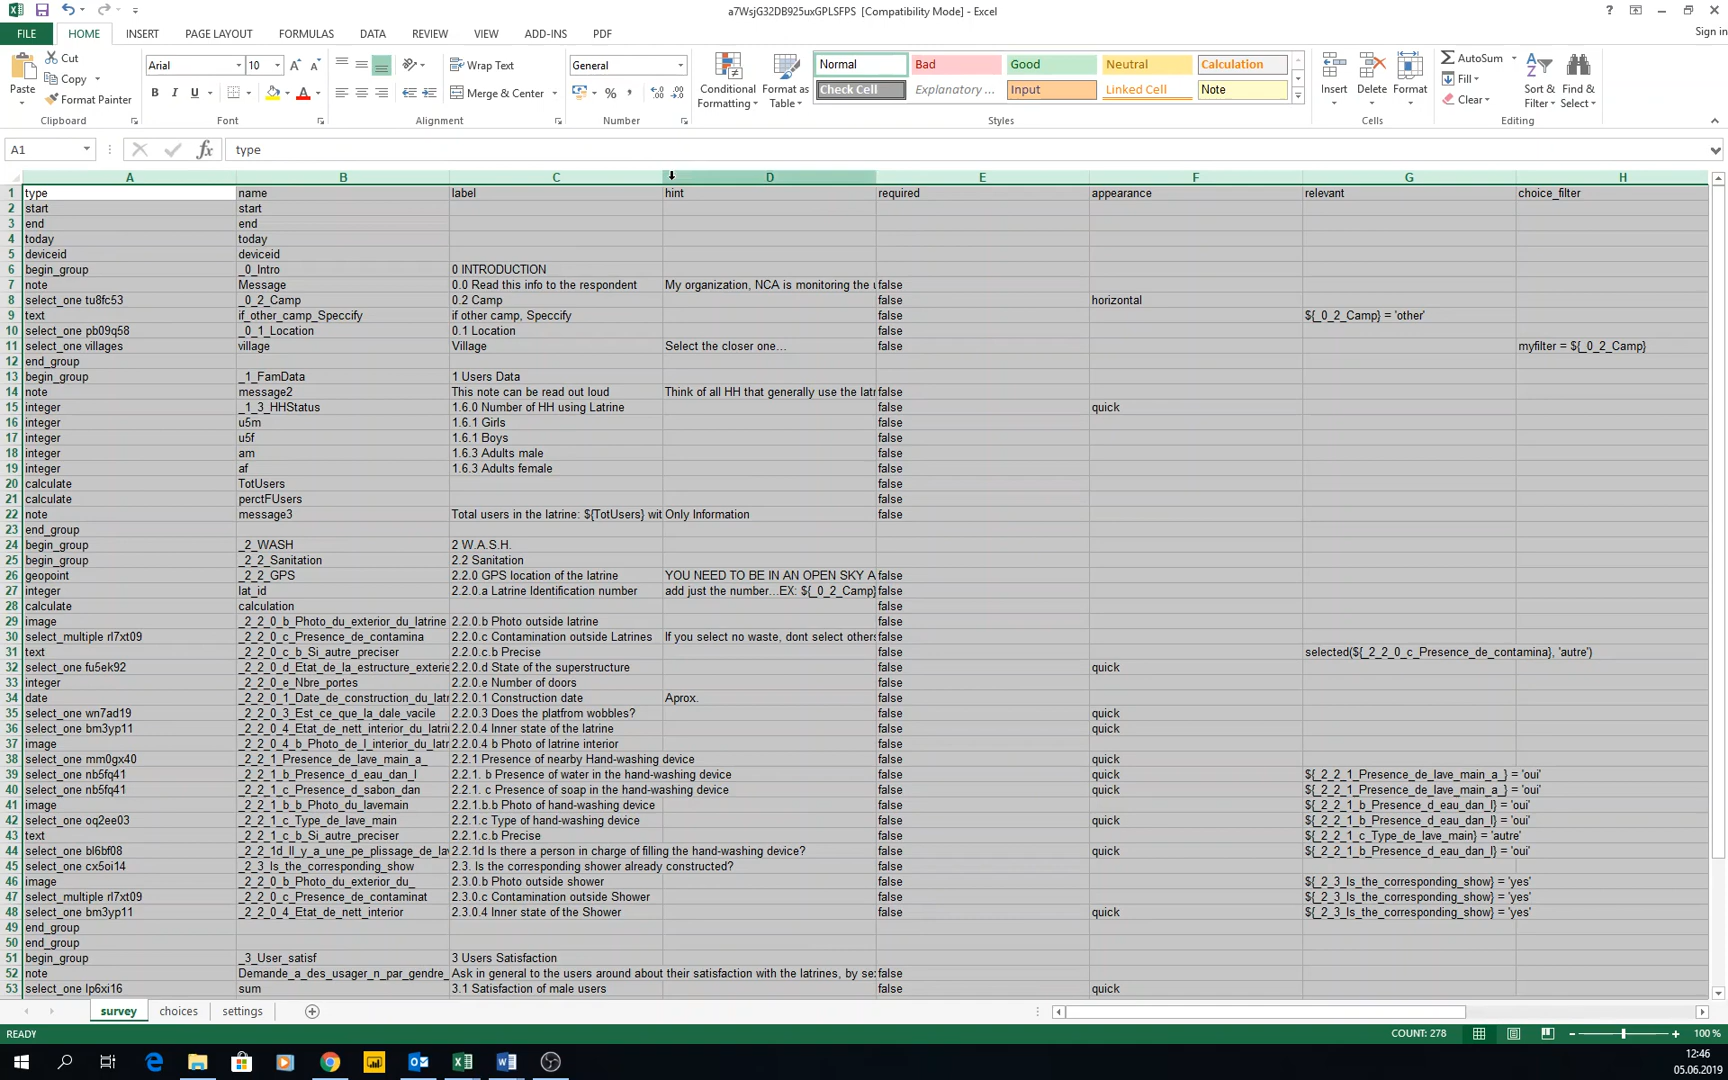 a7WsjG32DB925uxGPLSFPS [Compatibility Mode] - Excel
FILE HOME INSERT PAGE LAYOUT FORMULAS DATA REVIEW VIEW ADD-INS PDF Sign in
Paste Cut Copy Format Painter Clipboard
Arial 10 B I U A Font
Wrap Text Merge & Center Alignment
General % Number
Conditional Formatting Format as Table
Normal Bad Good Neutral Calculation
Check Cell Explanatory ... Input Linked Cell Note
Styles
Insert Delete Format Cells
AutoSum Fill Clear Sort & Filter Find & Select Editing
A1 fx type
A B C D E F G H
1 type name label hint required appearance relevant choice_filter
2 start start
3 end end
4 today today
5 deviceid deviceid
6 begin_group _0_Intro 0 INTRODUCTION
7 note Message 0.0 Read this info to the respondent My organization, NCA is monitoring the u false
8 select_one tu8fc53 _0_2_Camp 0.2 Camp false horizontal
9 text if_other_camp_Speccify if other camp, Speccify false ${_0_2_Camp} = 'other'
10 select_one pb09q58 _0_1_Location 0.1 Location false
11 select_one villages village Village Select the closer one... false myfilter = ${_0_2_Camp}
12 end_group
13 begin_group _1_FamData 1 Users Data
14 note message2 This note can be read out loud Think of all HH that generally use the latr false
15 integer _1_3_HHStatus 1.6.0 Number of HH using Latrine false quick
16 integer u5m 1.6.1 Girls false
17 integer u5f 1.6.1 Boys false
18 integer am 1.6.3 Adults male false
19 integer af 1.6.3 Adults female false
20 calculate TotUsers false
21 calculate perctFUsers false
22 note message3 Total users in the latrine: ${TotUsers} wit Only Information false
23 end_group
24 begin_group _2_WASH 2 W.A.S.H.
25 begin_group _2_2_Sanitation 2.2 Sanitation
26 geopoint _2_2_GPS 2.2.0 GPS location of the latrine YOU NEED TO BE IN AN OPEN SKY A false
27 integer lat_id 2.2.0.a Latrine Identification number add just the number...EX: ${_0_2_Camp} false
28 calculate calculation false
29 image _2_2_0_b_Photo_du_exterior_du_latrine 2.2.0.b Photo outside latrine false
30 select_multiple rl7xt09 _2_2_0_c_Presence_de_contamina 2.2.0.c Contamination outside Latrines If you select no waste, dont select others false
31 text _2_2_0_c_b_Si_autre_preciser 2.2.0.c.b Precise false selected(${_2_2_0_c_Presence_de_contamina}, 'autre')
32 select_one fu5ek92 _2_2_0_d_Etat_de_la_estructure_exterie 2.2.0.d State of the superstructure false quick
33 integer _2_2_0_e_Nbre_portes 2.2.0.e Number of doors false
34 date _2_2_0_1_Date_de_construction_du_latr 2.2.0.1 Construction date Aprox. false
35 select_one wn7ad19 _2_2_0_3_Est_ce_que_la_dale_vacile 2.2.0.3 Does the platfrom wobbles? false quick
36 select_one bm3yp11 _2_2_0_4_Etat_de_nett_interior_du_latri 2.2.0.4 Inner state of the latrine false quick
37 image _2_2_0_4_b_Photo_de_l_interior_du_latr 2.2.0.4 b Photo of latrine interior false
38 select_one mm0gx40 _2_2_1_Presence_de_lave_main_a_ 2.2.1 Presence of nearby Hand-washing device false quick
39 select_one nb5fq41 _2_2_1_b_Presence_d_eau_dan_l 2.2.1. b Presence of water in the hand-washing device false quick ${_2_2_1_Presence_de_lave_main_a_} = 'oui'
40 select_one nb5fq41 _2_2_1_c_Presence_d_sabon_dan 2.2.1. c Presence of soap in the hand-washing device false quick ${_2_2_1_Presence_de_lave_main_a_} = 'oui'
41 image _2_2_1_b_b_Photo_du_lavemain 2.2.1.b.b Photo of hand-washing device false ${_2_2_1_b_Presence_d_eau_dan_l} = 'oui'
42 select_one oq2ee03 _2_2_1_c_Type_de_lave_main 2.2.1.c Type of hand-washing device false quick ${_2_2_1_b_Presence_d_eau_dan_l} = 'oui'
43 text _2_2_1_c_b_Si_autre_preciser 2.2.1.c.b Precise false ${_2_2_1_c_Type_de_lave_main} = 'autre'
44 select_one bl6bf08 _2_2_1d_Il_y_a_une_pe_plissage_de_la 2.2.1d Is there a person in charge of filling the hand-washing device? false quick ${_2_2_1_b_Presence_d_eau_dan_l} = 'oui'
45 select_one cx5oi14 _2_3_Is_the_corresponding_show 2.3. Is the corresponding shower already constructed? false
46 image _2_2_0_b_Photo_du_exterior_du_ 2.3.0.b Photo outside shower false ${_2_3_Is_the_corresponding_show} = 'yes'
47 select_multiple rl7xt09 _2_2_0_c_Presence_de_contaminat 2.3.0.c Contamination outside Shower false ${_2_3_Is_the_corresponding_show} = 'yes'
48 select_one bm3yp11 _2_2_0_4_Etat_de_nett_interior 2.3.0.4 Inner state of the Shower false quick ${_2_3_Is_the_corresponding_show} = 'yes'
49 end_group
50 end_group
51 begin_group _3_User_satisf 3 Users Satisfaction
52 note Demande_a_des_usager_n_par_gendre_ Ask in general to the users around about their satisfaction with the latrines, by se false
53 select_one lp6xi16 sum 3.1 Satisfaction of male users false quick
survey choices settings
READY COUNT: 278 100 %
12:46
05.06.2019